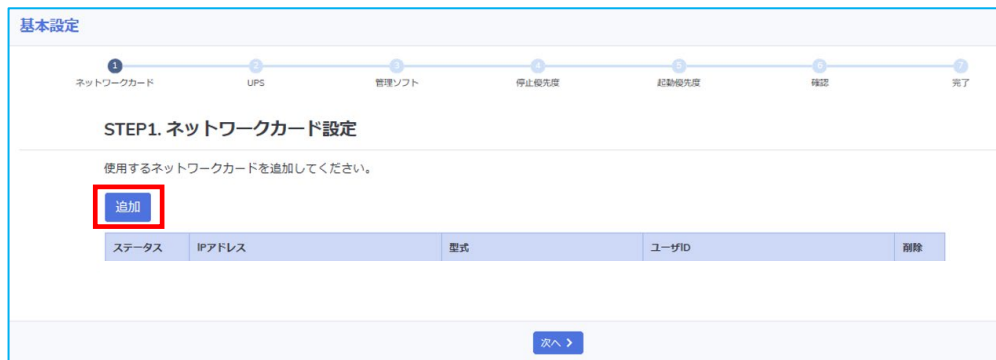 基本設定
1 2 3 4 5 6 7
ネットワークカード UPS 管理ソフト 停止優先度 起動優先度 確認 完了
STEP1. ネットワークカード設定
使用するネットワークカードを追加してください。
追加
ステータス IPアドレス 型式 ユーザID 削除
次へ >